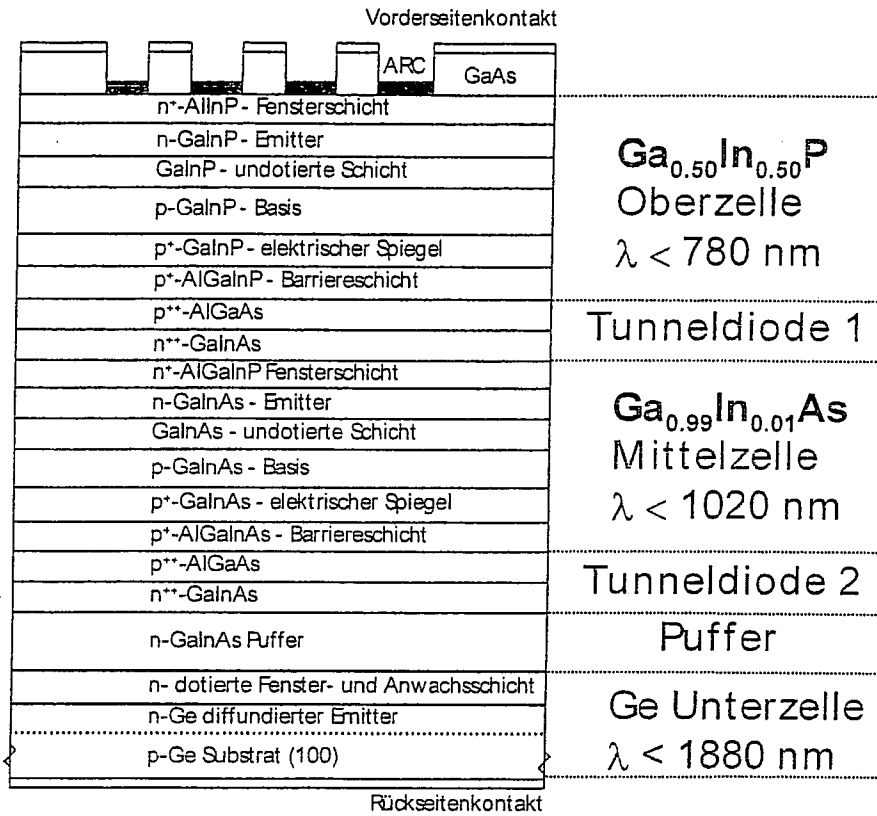 Vorderseitenkontakt
ARC
GaAs
n⁺-AlInP - Fensterschicht
n-GaInP - Emitter
GaInP - undotierte Schicht
p-GaInP - Basis
p⁺-GaInP - elektrischer Spiegel
p⁺-AlGaInP - Barriereschicht
Ga₀.₅₀In₀.₅₀P
Oberzelle
λ < 780 nm
p⁺⁺-AlGaAs
n⁺⁺-GaInAs
Tunneldiode 1
n⁺-AlGaInP Fensterschicht
n-GaInAs - Emitter
GaInAs - undotierte Schicht
p-GaInAs - Basis
p⁺-GaInAs - elektrischer Spiegel
p⁺-AlGaInAs - Barriereschicht
Ga₀.₉₉In₀.₀₁As
Mittelzelle
λ < 1020 nm
p⁺⁺-AlGaAs
n⁺⁺-GaInAs
Tunneldiode 2
n-GaInAs Puffer
Puffer
n- dotierte Fenster- und Anwachsschicht
n-Ge diffundierter Emitter
p-Ge Substrat (100)
Ge Unterzelle
λ < 1880 nm
Rückseitenkontakt